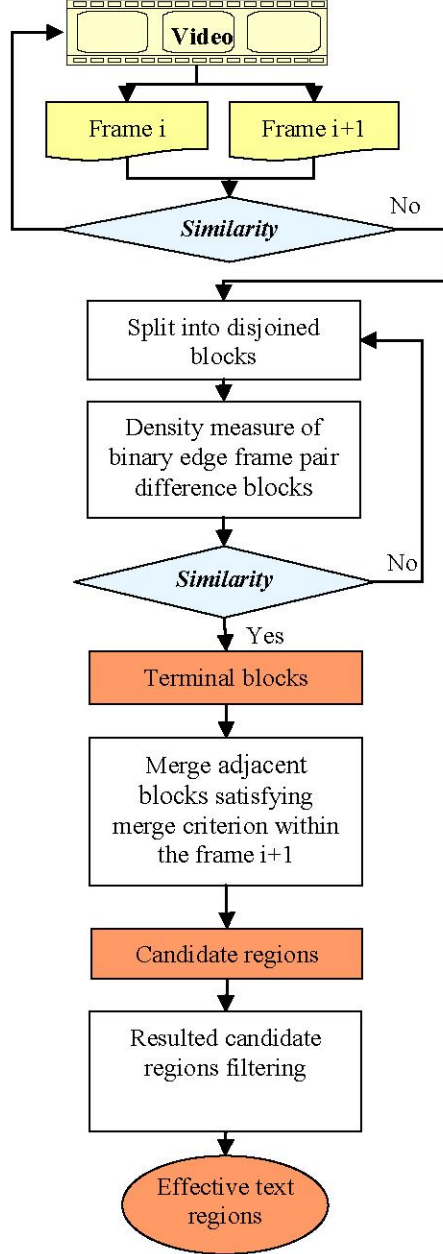 Video
Frame i
Frame i+1
Similarity
No
Split into disjoined
blocks
Density measure of
binary edge frame pair
difference blocks
Similarity
No
Yes
Terminal blocks
Merge adjacent
blocks satisfying
merge criterion within
the frame i+1
Candidate regions
Resulted candidate
regions filtering
Effective text
regions